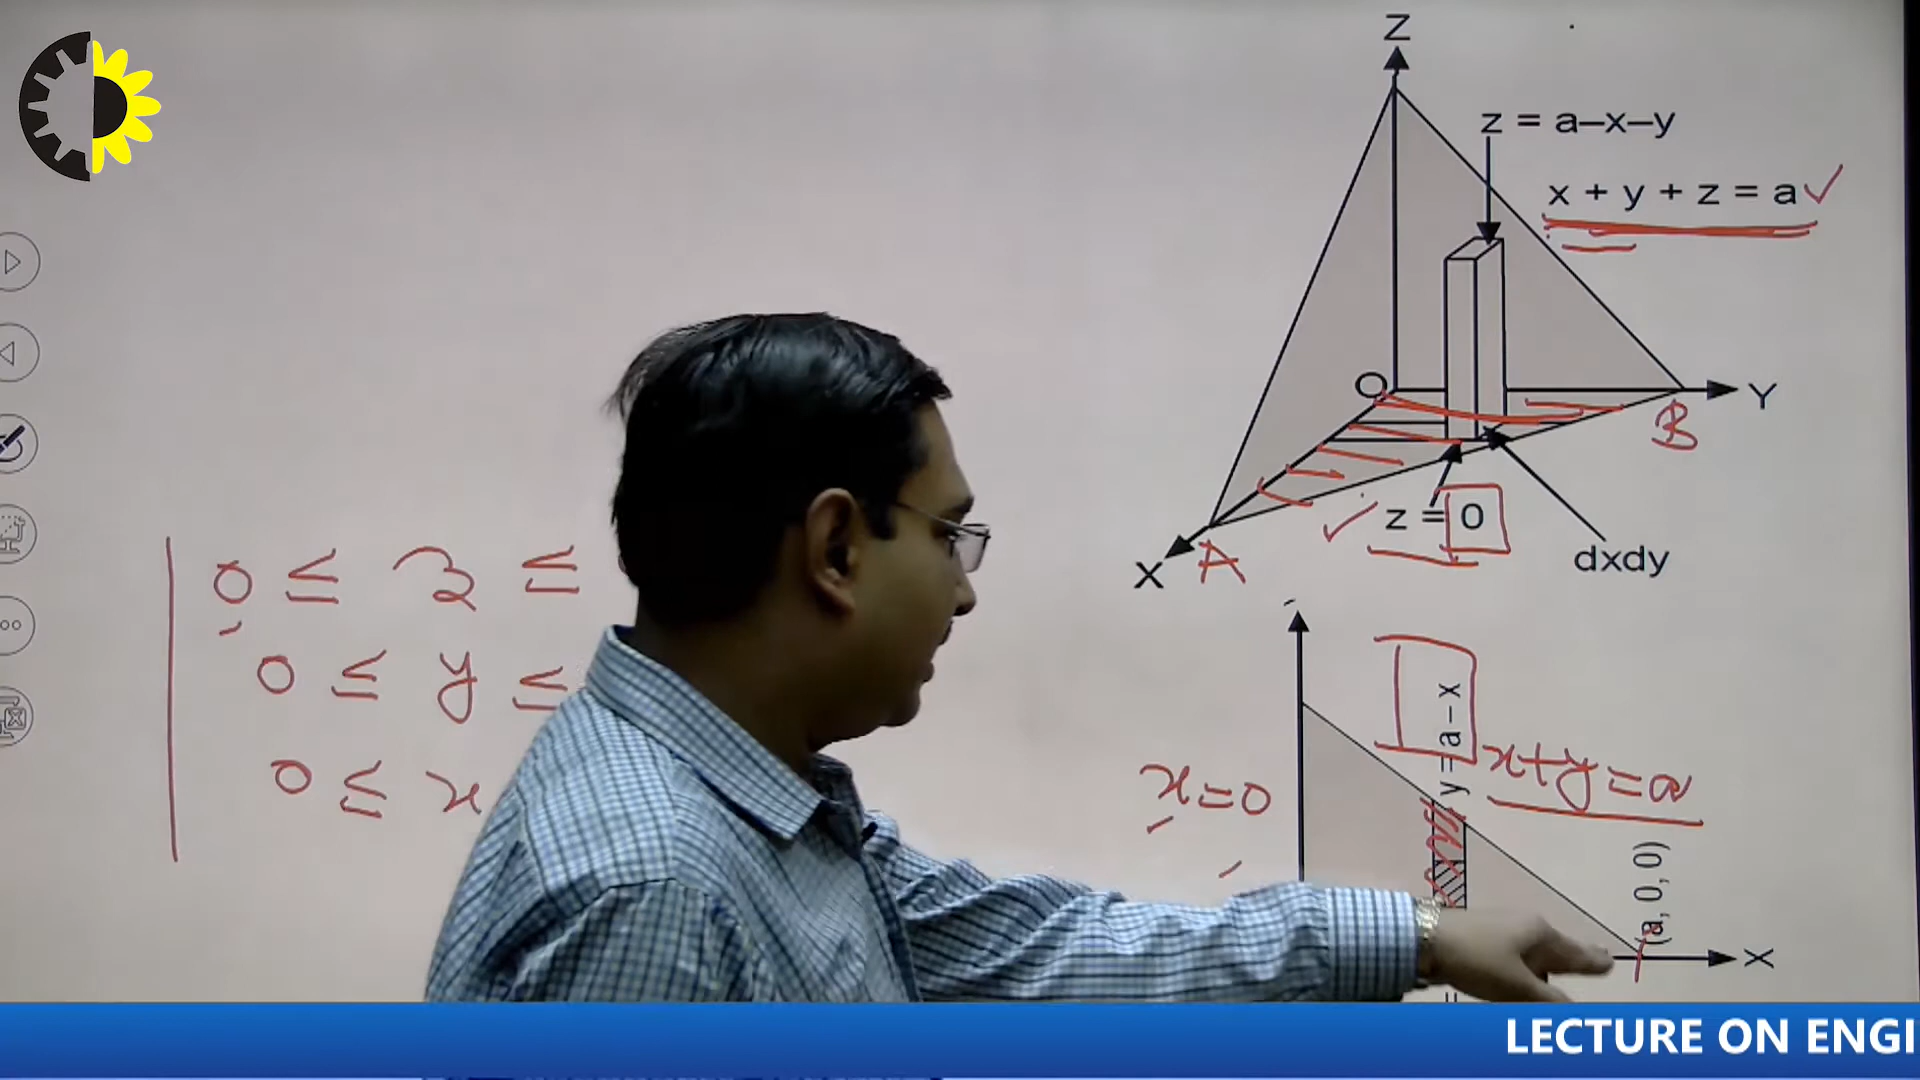 Z
z = a–x–y
x + y + z = a ✓
O
Y
B
✓ z = 0
X
A
dxdy
0 ≤ z ≤
0 ≤ y ≤
0 ≤ x
y = a – x
x + y = a
x = 0
(a, 0, 0)
X
=
LECTURE ON ENGI